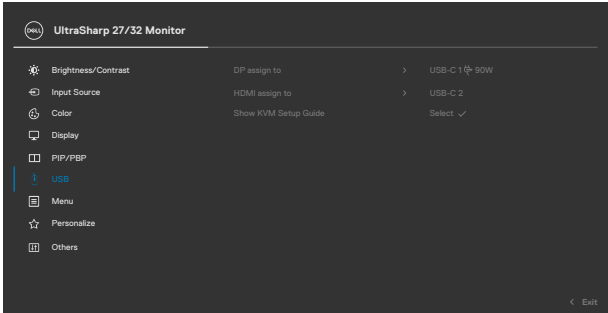 DELL UltraSharp 27/32 Monitor
Brightness/Contrast DP assign to > USB-C 1 90W
Input Source HDMI assign to > USB-C 2
Color Show KVM Setup Guide Select ✓
Display
PIP/PBP
USB
Menu
Personalize
Others
< Exit